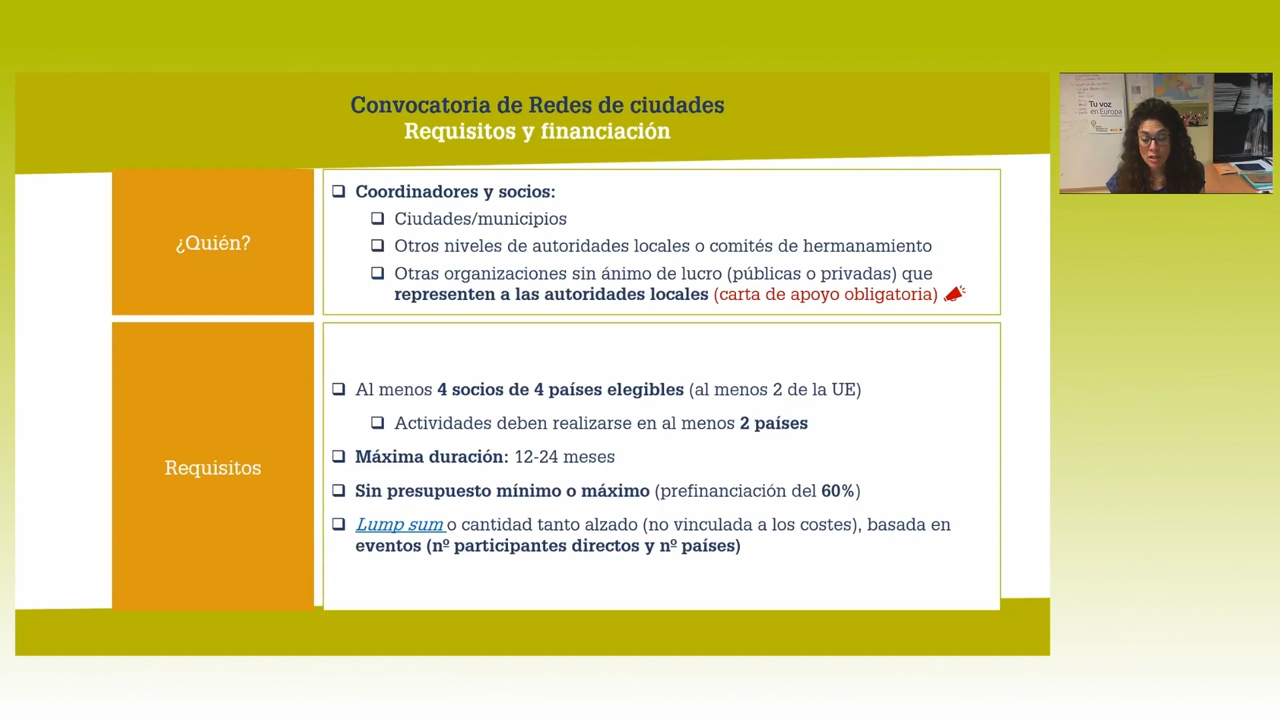 Convocatoria de Redes de ciudades
Requisitos y financiación
¿Quién?
❑ Coordinadores y socios:
❑ Ciudades/municipios
❑ Otros niveles de autoridades locales o comités de hermanamiento
❑ Otras organizaciones sin ánimo de lucro (públicas o privadas) que
representen a las autoridades locales (carta de apoyo obligatoria)
Requisitos
❑ Al menos 4 socios de 4 países elegibles (al menos 2 de la UE)
❑ Actividades deben realizarse en al menos 2 países
❑ Máxima duración: 12-24 meses
❑ Sin presupuesto mínimo o máximo (prefinanciación del 60%)
❑ Lump sum o cantidad tanto alzado (no vinculada a los costes), basada en
eventos (nº participantes directos y nº países)
Tu voz
en Europa